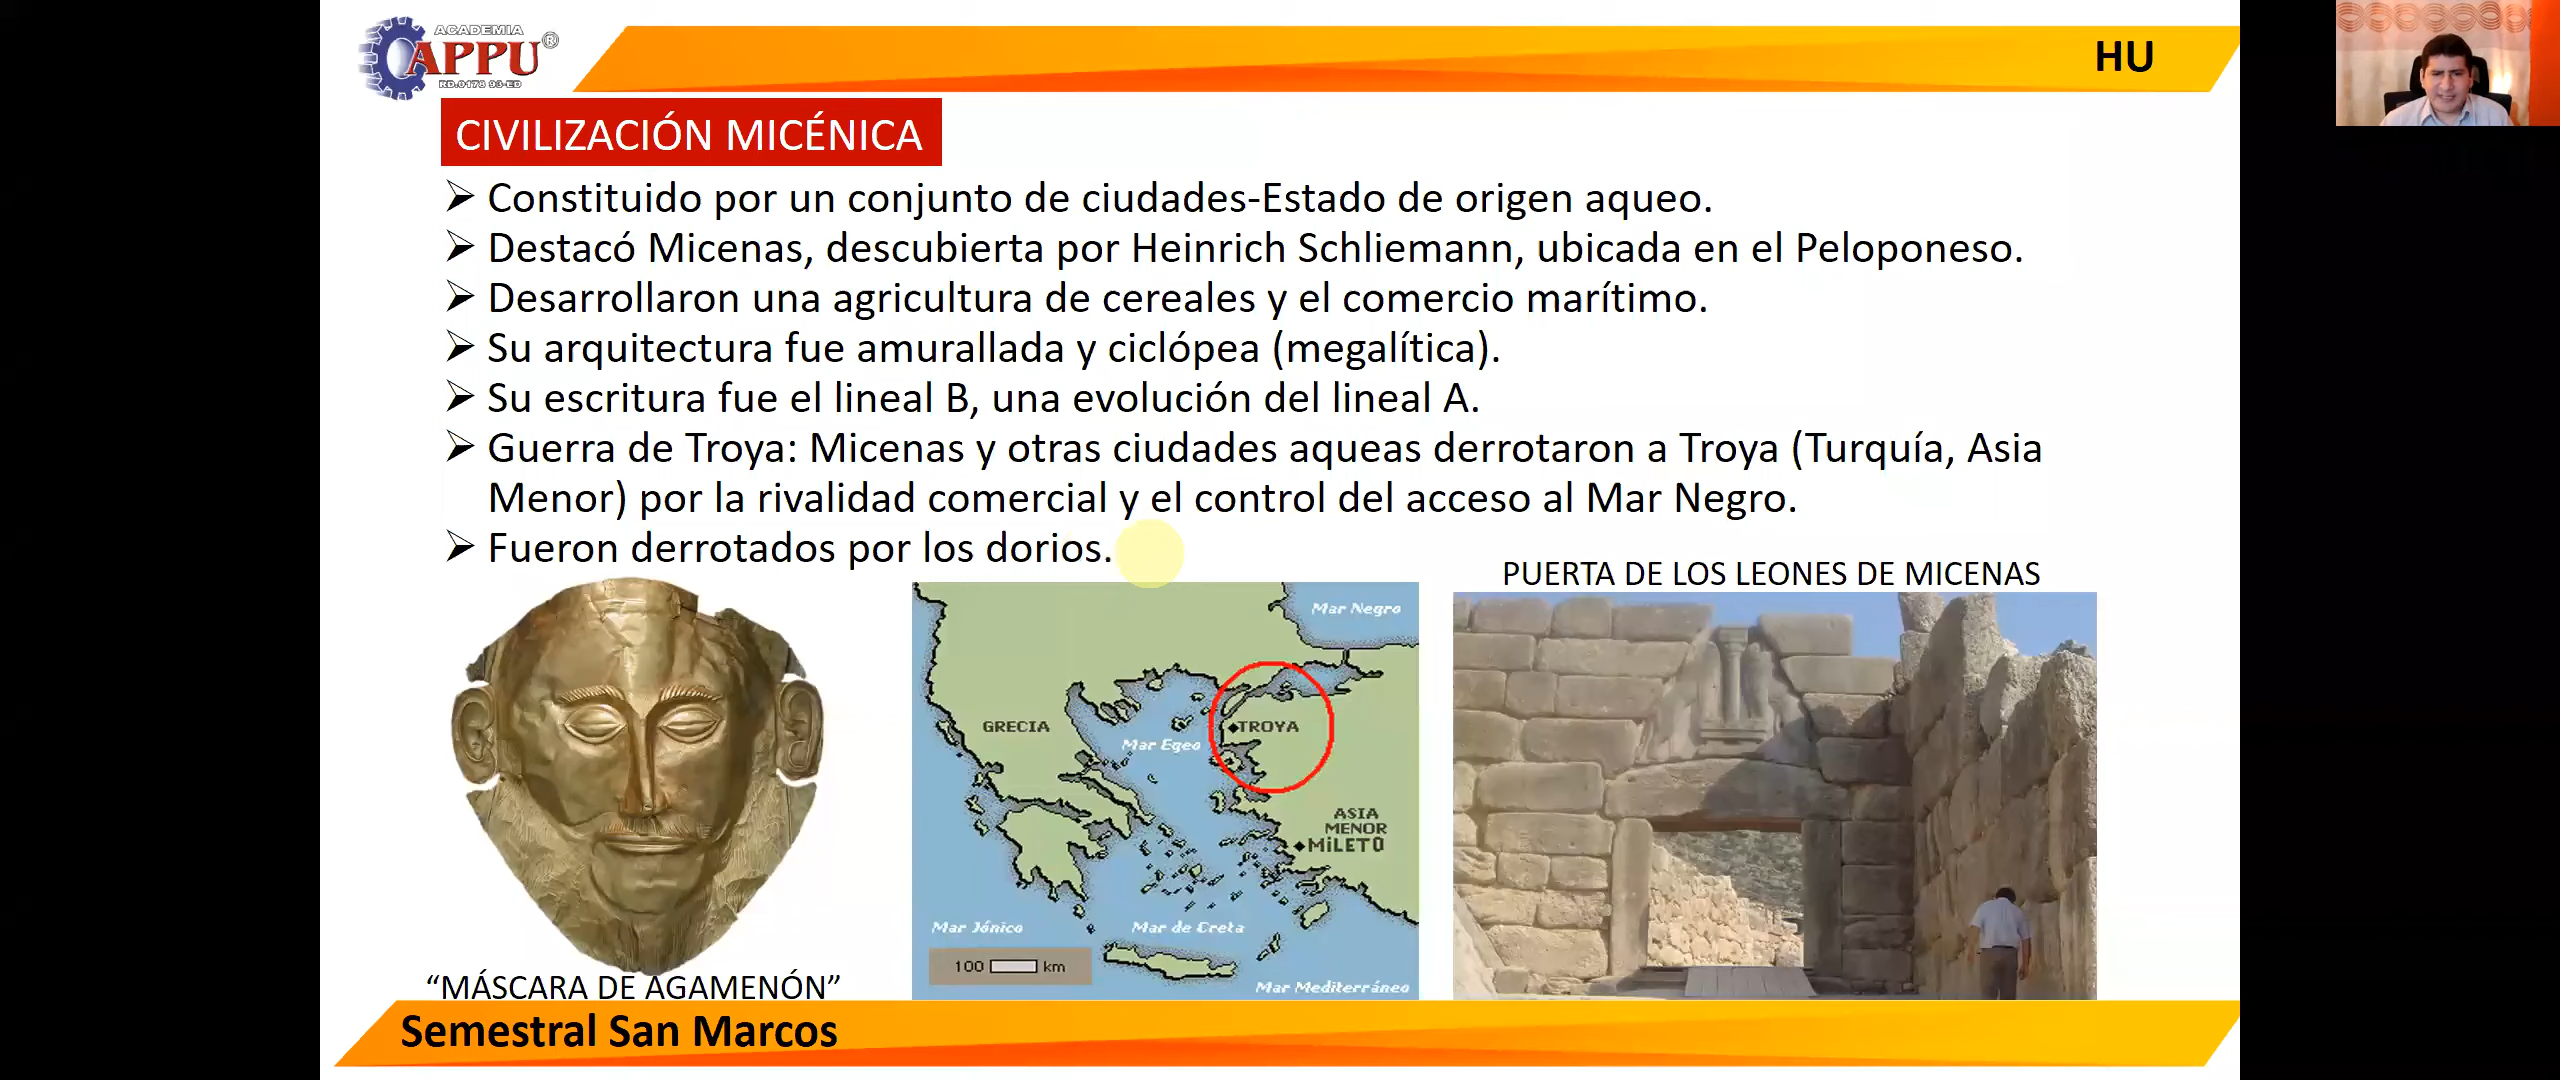 ACADEMIA
APPU®
RD.0178 93-ED
HU
CIVILIZACIÓN MICÉNICA
➢ Constituido por un conjunto de ciudades-Estado de origen aqueo.
➢ Destacó Micenas, descubierta por Heinrich Schliemann, ubicada en el Peloponeso.
➢ Desarrollaron una agricultura de cereales y el comercio marítimo.
➢ Su arquitectura fue amurallada y ciclópea (megalítica).
➢ Su escritura fue el lineal B, una evolución del lineal A.
➢ Guerra de Troya: Micenas y otras ciudades aqueas derrotaron a Troya (Turquía, Asia
Menor) por la rivalidad comercial y el control del acceso al Mar Negro.
➢ Fueron derrotados por los dorios.
PUERTA DE LOS LEONES DE MICENAS
Mar Negro
GRECIA
TROYA
Mar Egeo
ASIA
MENOR
MILETO
Mar Jónico
Mar de Creta
100 km
Mar Mediterráneo
“MÁSCARA DE AGAMENÓN”
Semestral San Marcos